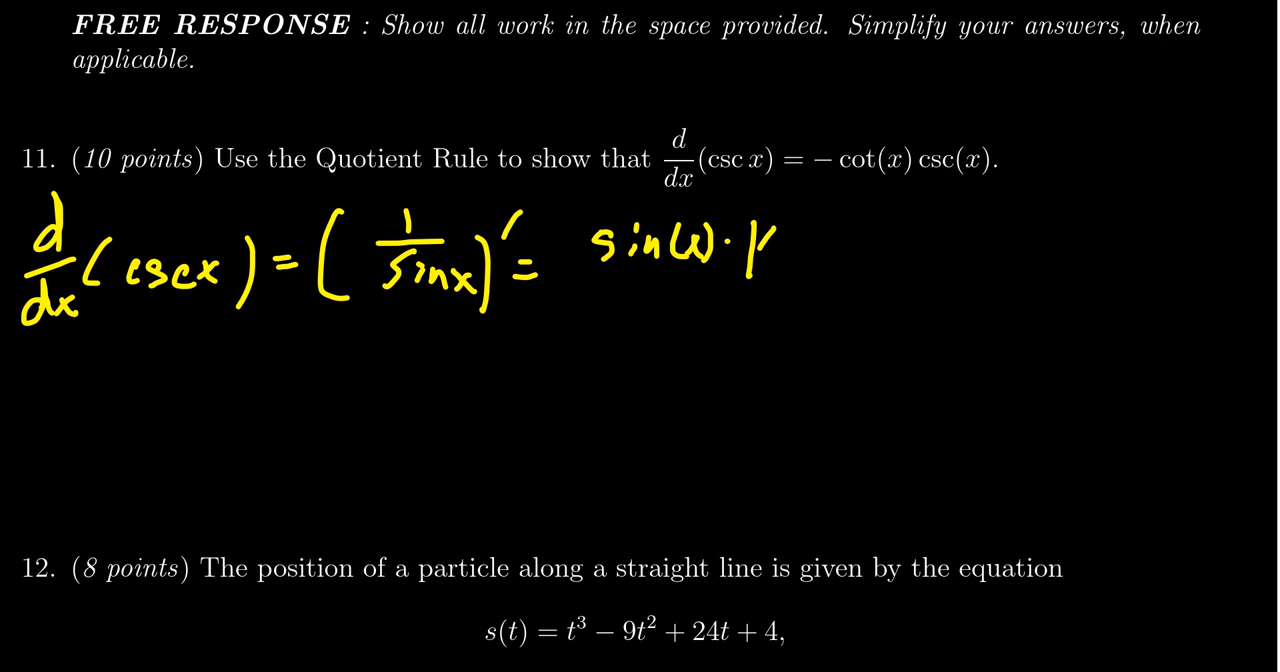 FREE RESPONSE : Show all work in the space provided. Simplify your answers, when
applicable.
11. (10 points) Use the Quotient Rule to show that d/dx (csc x) = − cot(x) csc(x).
d/dx (csc x) = (1/sin x)′ = sin(x) · 1′
12. (8 points) The position of a particle along a straight line is given by the equation
s(t) = t³ − 9t² + 24t + 4,